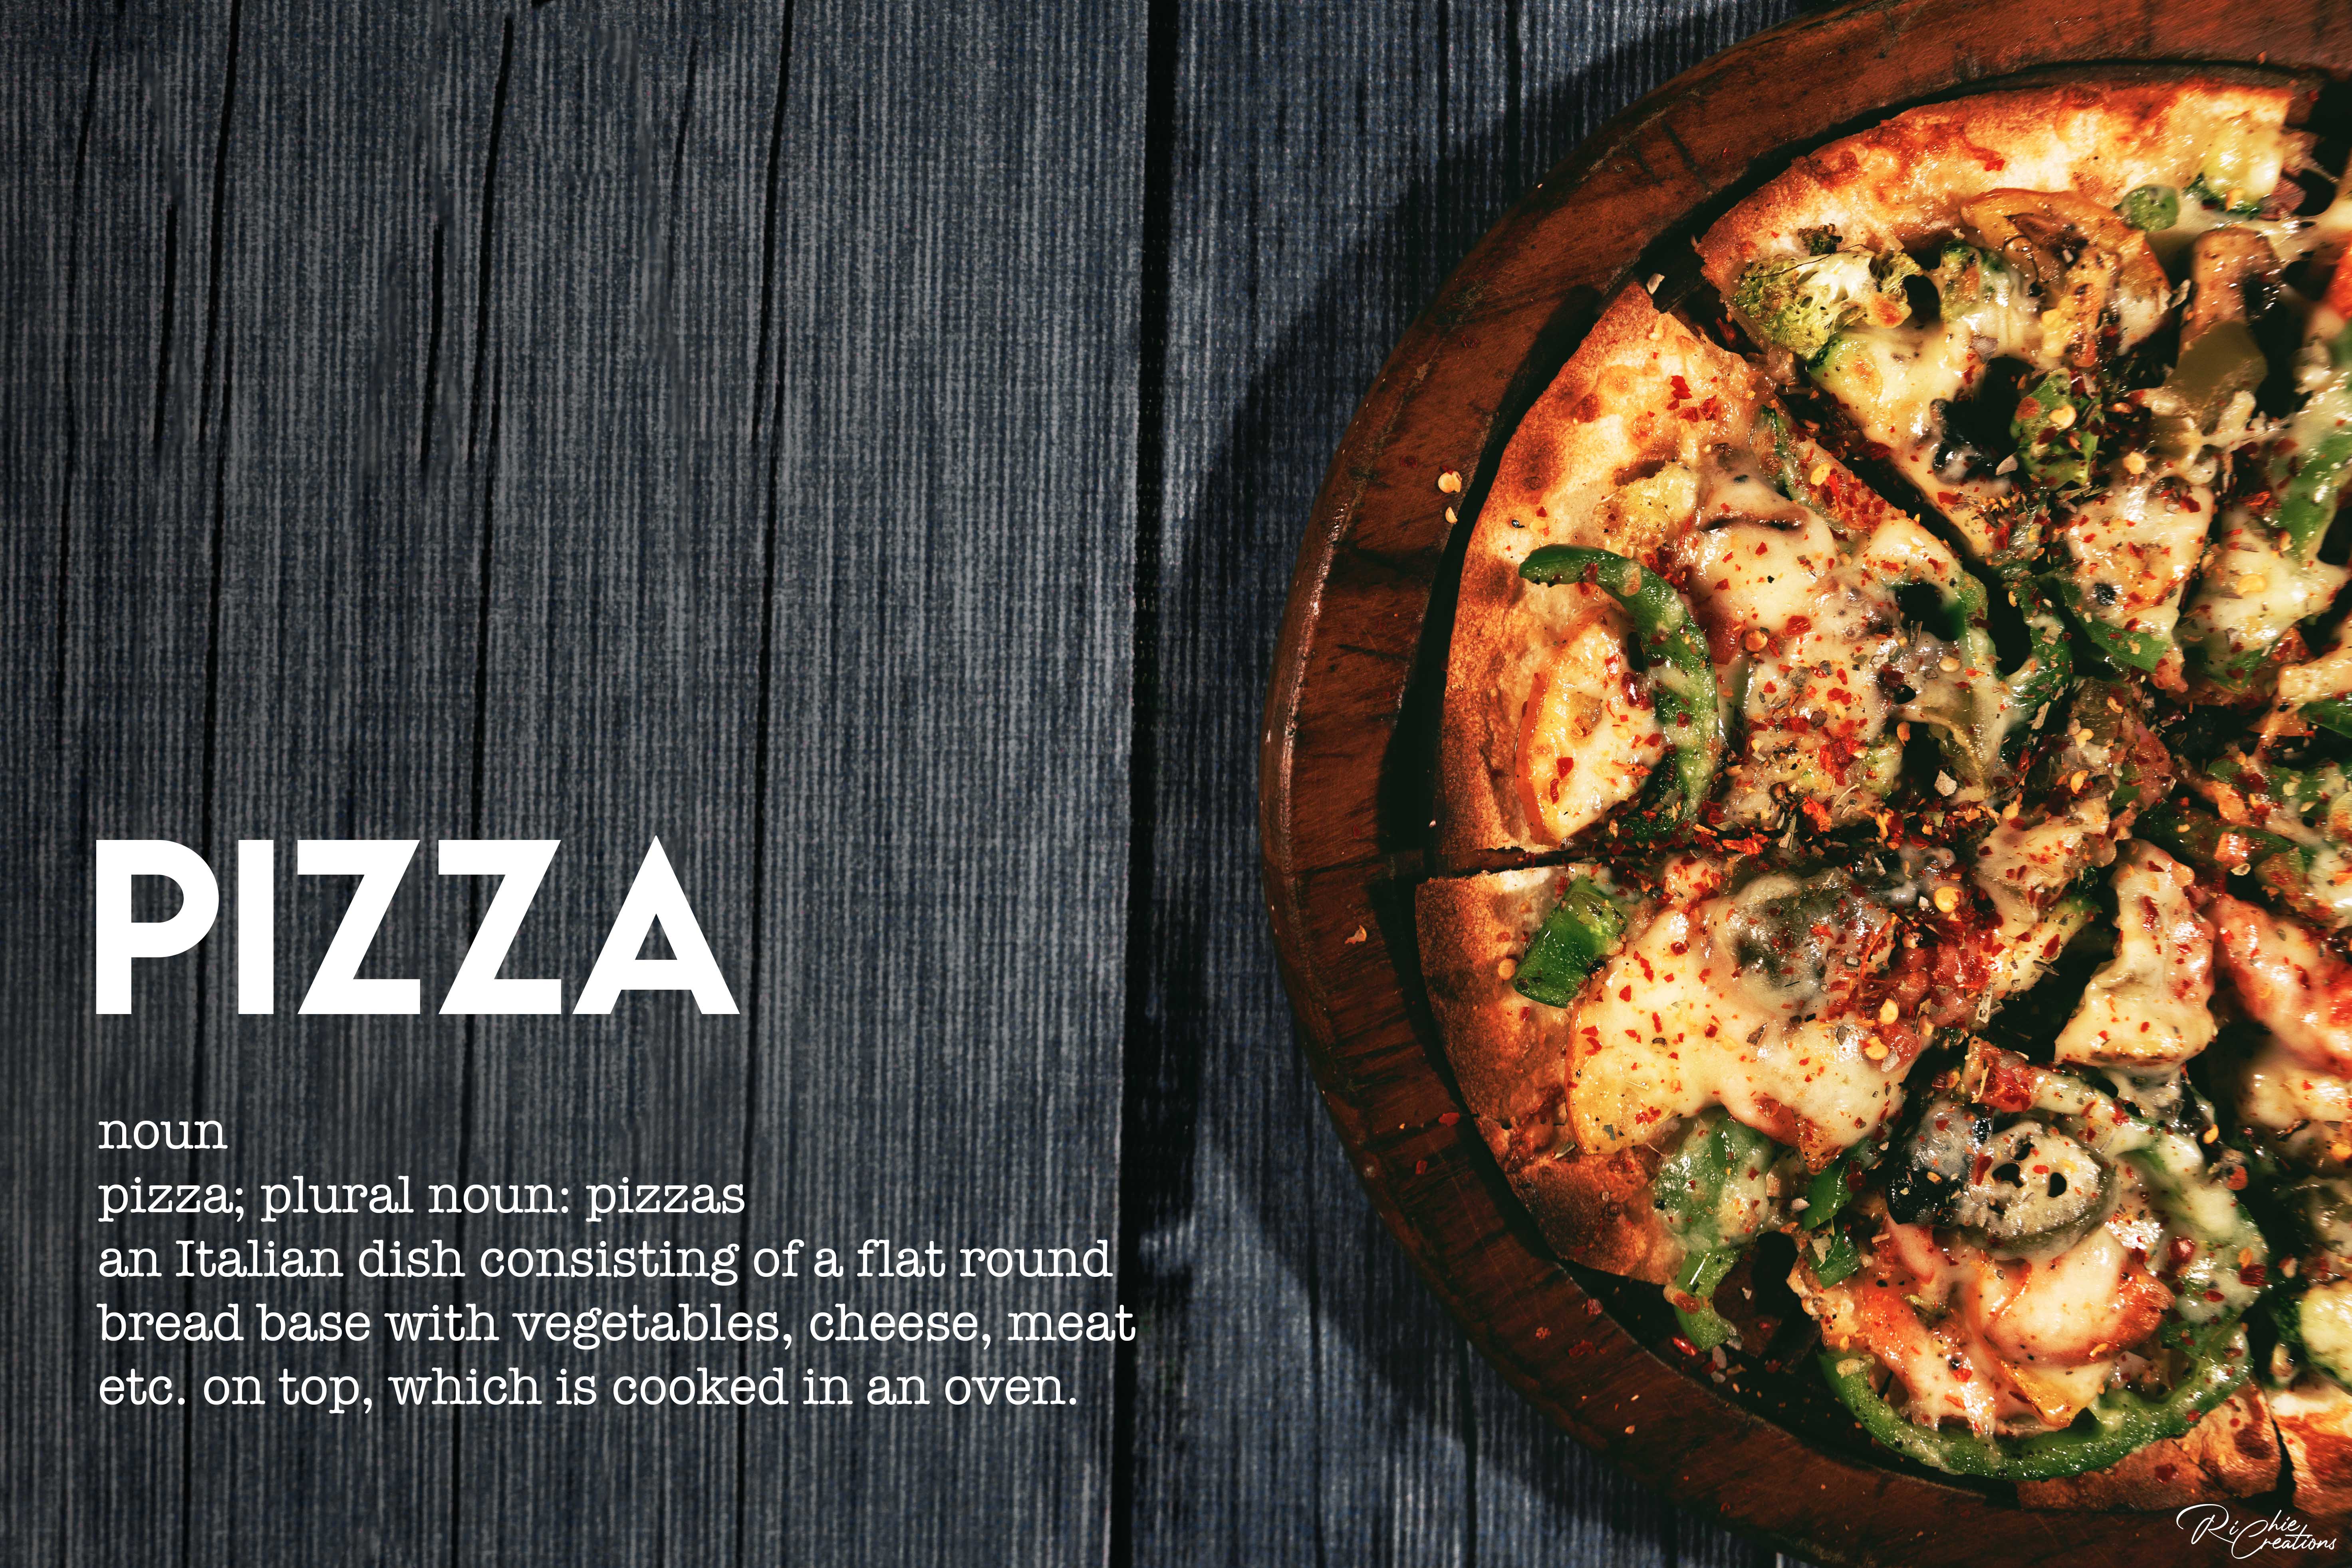 PIZZA
noun
pizza; plural noun: pizzas
an Italian dish consisting of a flat round
bread base with vegetables, cheese, meat
etc. on top, which is cooked in an oven.
Richie
Creations